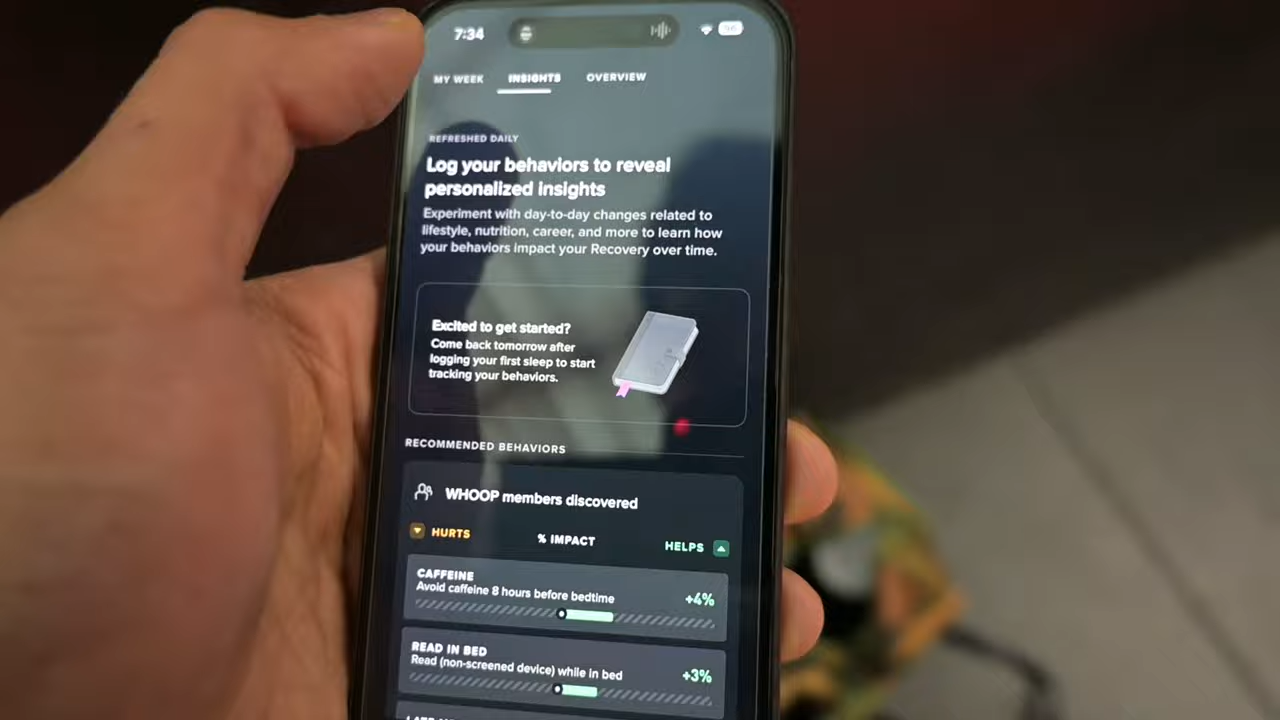 7:34
MY WEEK
INSIGHTS
OVERVIEW
REFRESHED DAILY
Log your behaviors to reveal
personalized insights
Experiment with day-to-day changes related to
lifestyle, nutrition, career, and more to learn how
your behaviors impact your Recovery over time.
Excited to get started?
Come back tomorrow after
logging your first sleep to start
tracking your behaviors.
RECOMMENDED BEHAVIORS
WHOOP members discovered
HURTS
% IMPACT
HELPS
CAFFEINE
Avoid caffeine 8 hours before bedtime
+4%
READ IN BED
Read (non-screened device) while in bed
+3%